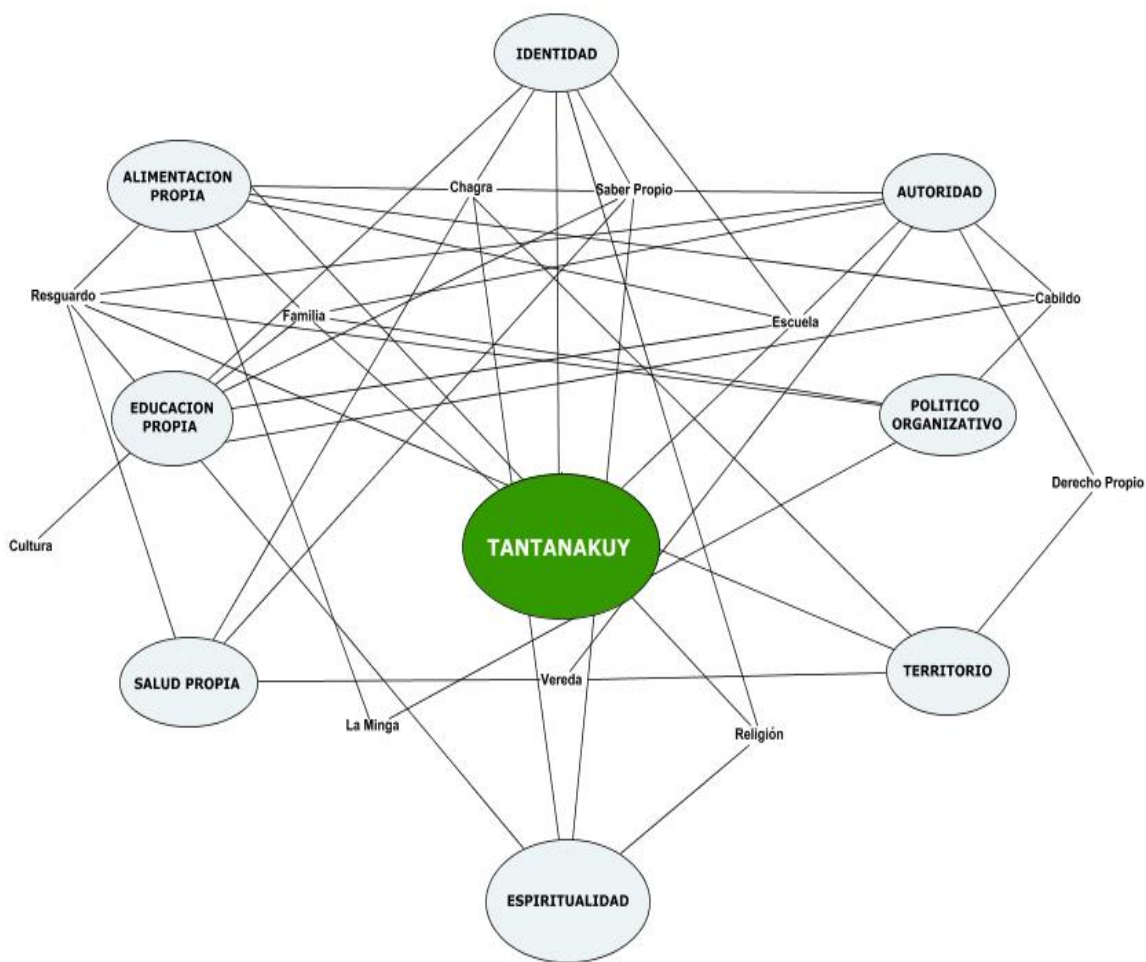 IDENTIDAD
ALIMENTACION
PROPIA
Chagra
Saber Propio
AUTORIDAD
Resguardo
Familia
Escuela
Cabildo
EDUCACION
PROPIA
POLITICO
ORGANIZATIVO
Derecho Propio
Cultura
TANTANAKUY
SALUD PROPIA
Vereda
TERRITORIO
La Minga
Religión
ESPIRITUALIDAD